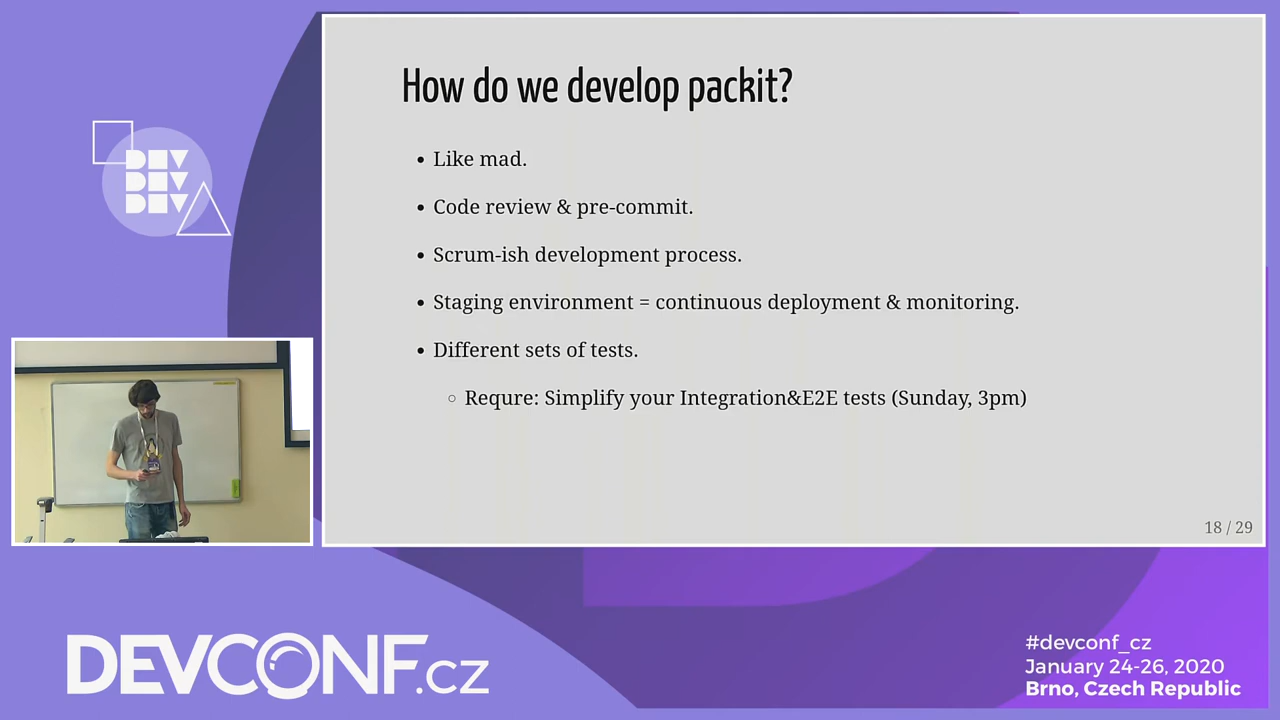 How do we develop packit?
Like mad.
Code review & pre-commit.
Scrum-ish development process.
Staging environment = continuous deployment & monitoring.
Different sets of tests.
Requre: Simplify your Integration&E2E tests (Sunday, 3pm)
18 / 29
DEV
DEV
DEV
DEVCONF.cz
#devconf_cz
January 24-26, 2020
Brno, Czech Republic